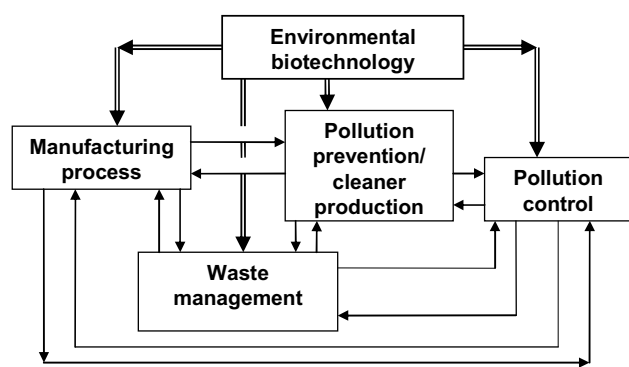 Environmental
biotechnology
Manufacturing
process
Pollution
prevention/
cleaner
production
Pollution
control
Waste
management